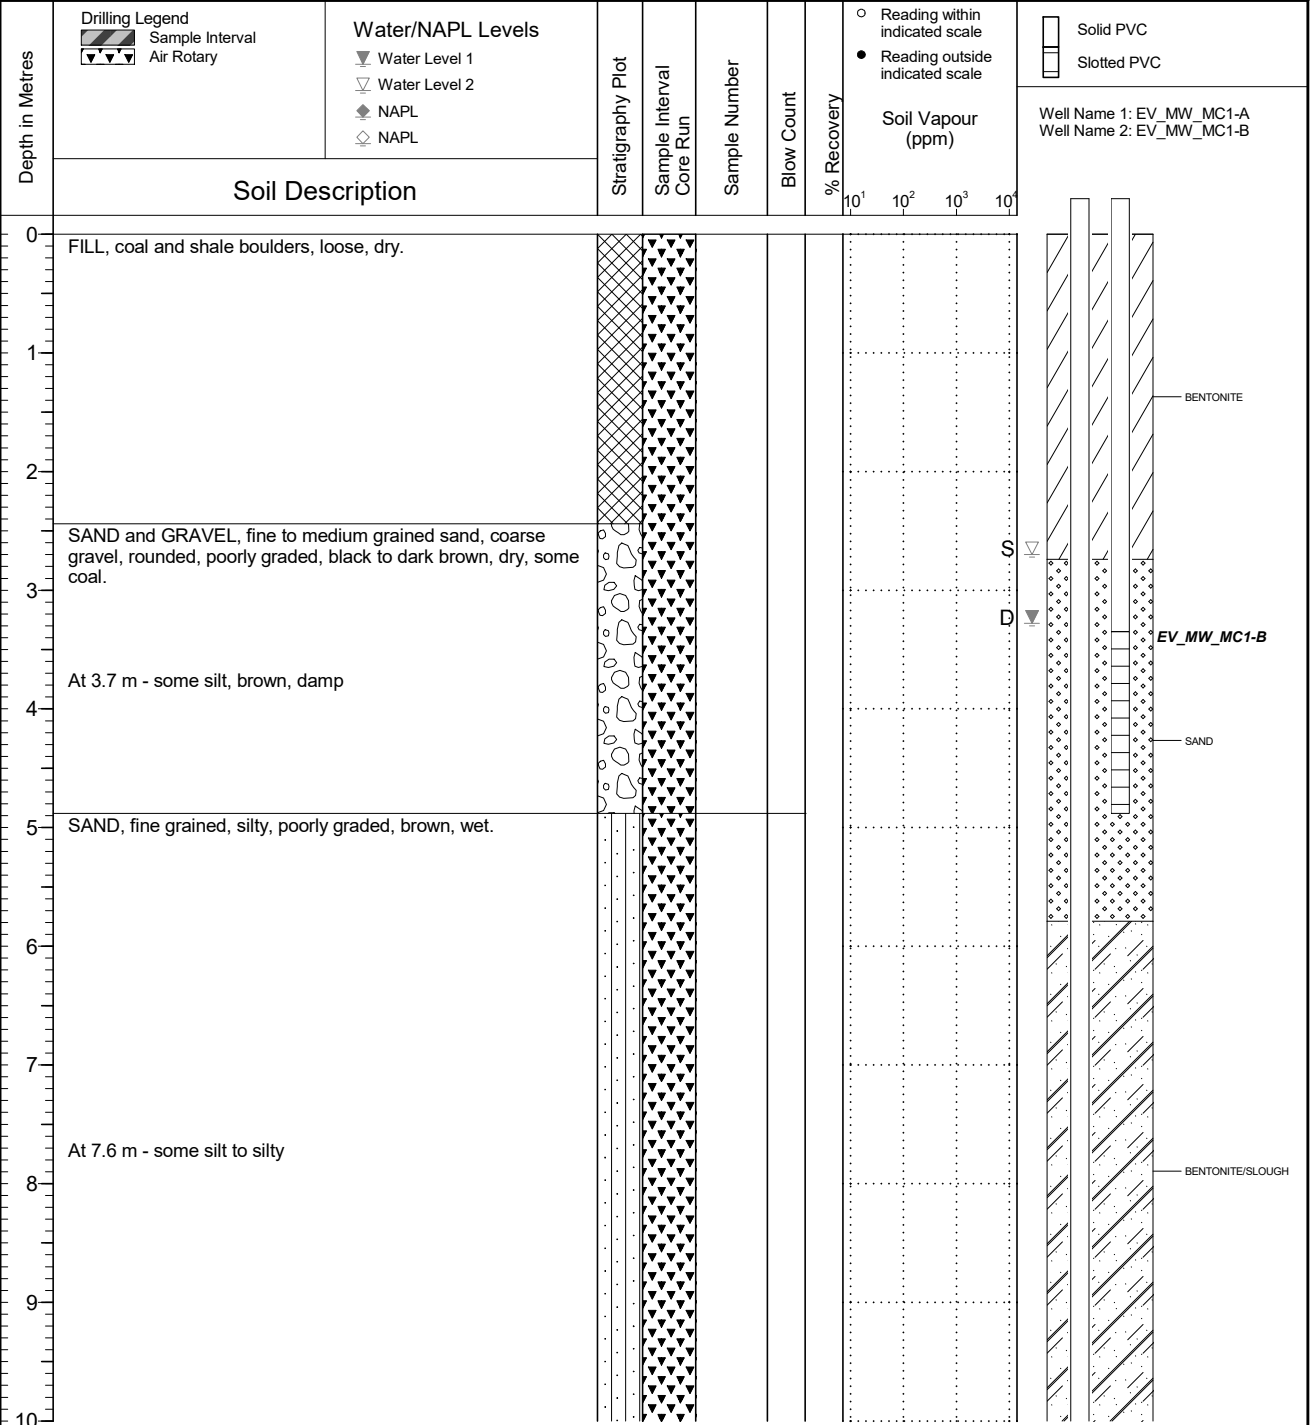 Depth in Metres
Drilling Legend
Sample Interval
Air Rotary
Water/NAPL Levels
Water Level 1
Water Level 2
NAPL
NAPL
Soil Description
Stratigraphy Plot
Sample Interval
Core Run
Sample Number
Blow Count
% Recovery
Reading within
indicated scale
Reading outside
indicated scale
Soil Vapour
(ppm)
10¹ 10² 10³ 10⁴
Solid PVC
Slotted PVC
Well Name 1: EV_MW_MC1-A
Well Name 2: EV_MW_MC1-B
0
FILL, coal and shale boulders, loose, dry.
1
BENTONITE
2
SAND and GRAVEL, fine to medium grained sand, coarse
gravel, rounded, poorly graded, black to dark brown, dry, some
coal.
S
3
D
EV_MW_MC1-B
At 3.7 m - some silt, brown, damp
4
SAND
5
SAND, fine grained, silty, poorly graded, brown, wet.
6
7
At 7.6 m - some silt to silty
8
BENTONITE/SLOUGH
9
10